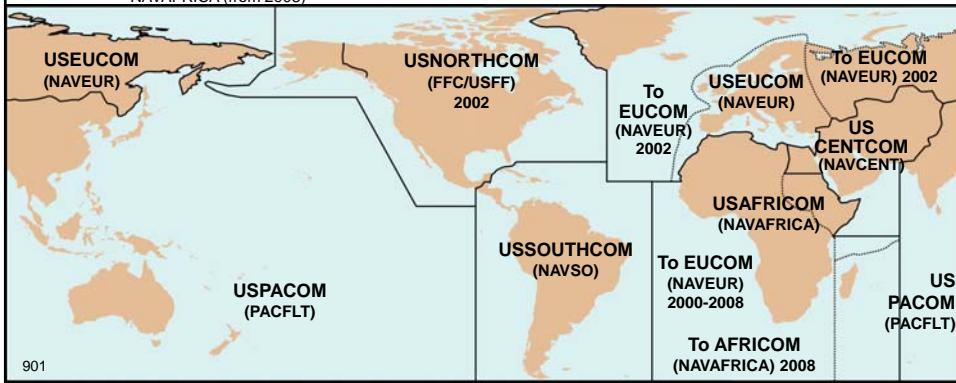 NAVAFRICA (from 2008)
USEUCOM
(NAVEUR)
USNORTHCOM
(FFC/USFF)
2002
To
EUCOM
(NAVEUR)
2002
USEUCOM
(NAVEUR)
To EUCOM
(NAVEUR) 2002
US
CENTCOM
(NAVCENT)
USAFRICOM
(NAVAFRICA)
USSOUTHCOM
(NAVSO)
To EUCOM
(NAVEUR)
2000-2008
USPACOM
(PACFLT)
US
PACOM
(PACFLT)
To AFRICOM
(NAVAFRICA) 2008
901